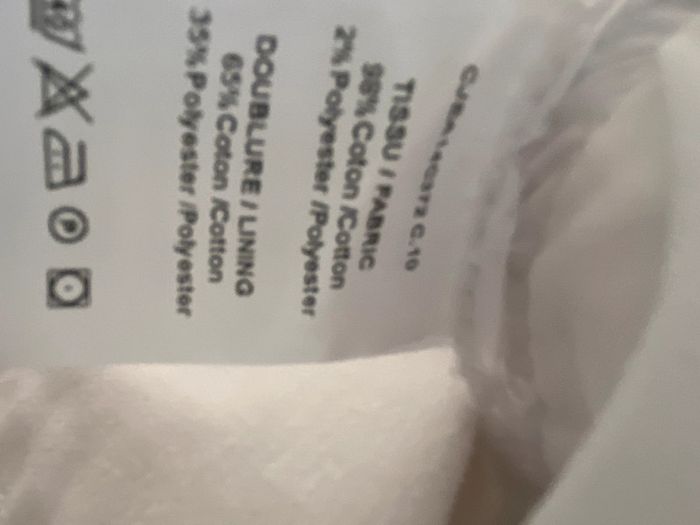 TISSU / FABRIC
98% Coton /Cotton
2% Polyester /Polyester
DOUBLURE / LINING
65% Coton /Cotton
35% Polyester /Polyester
P